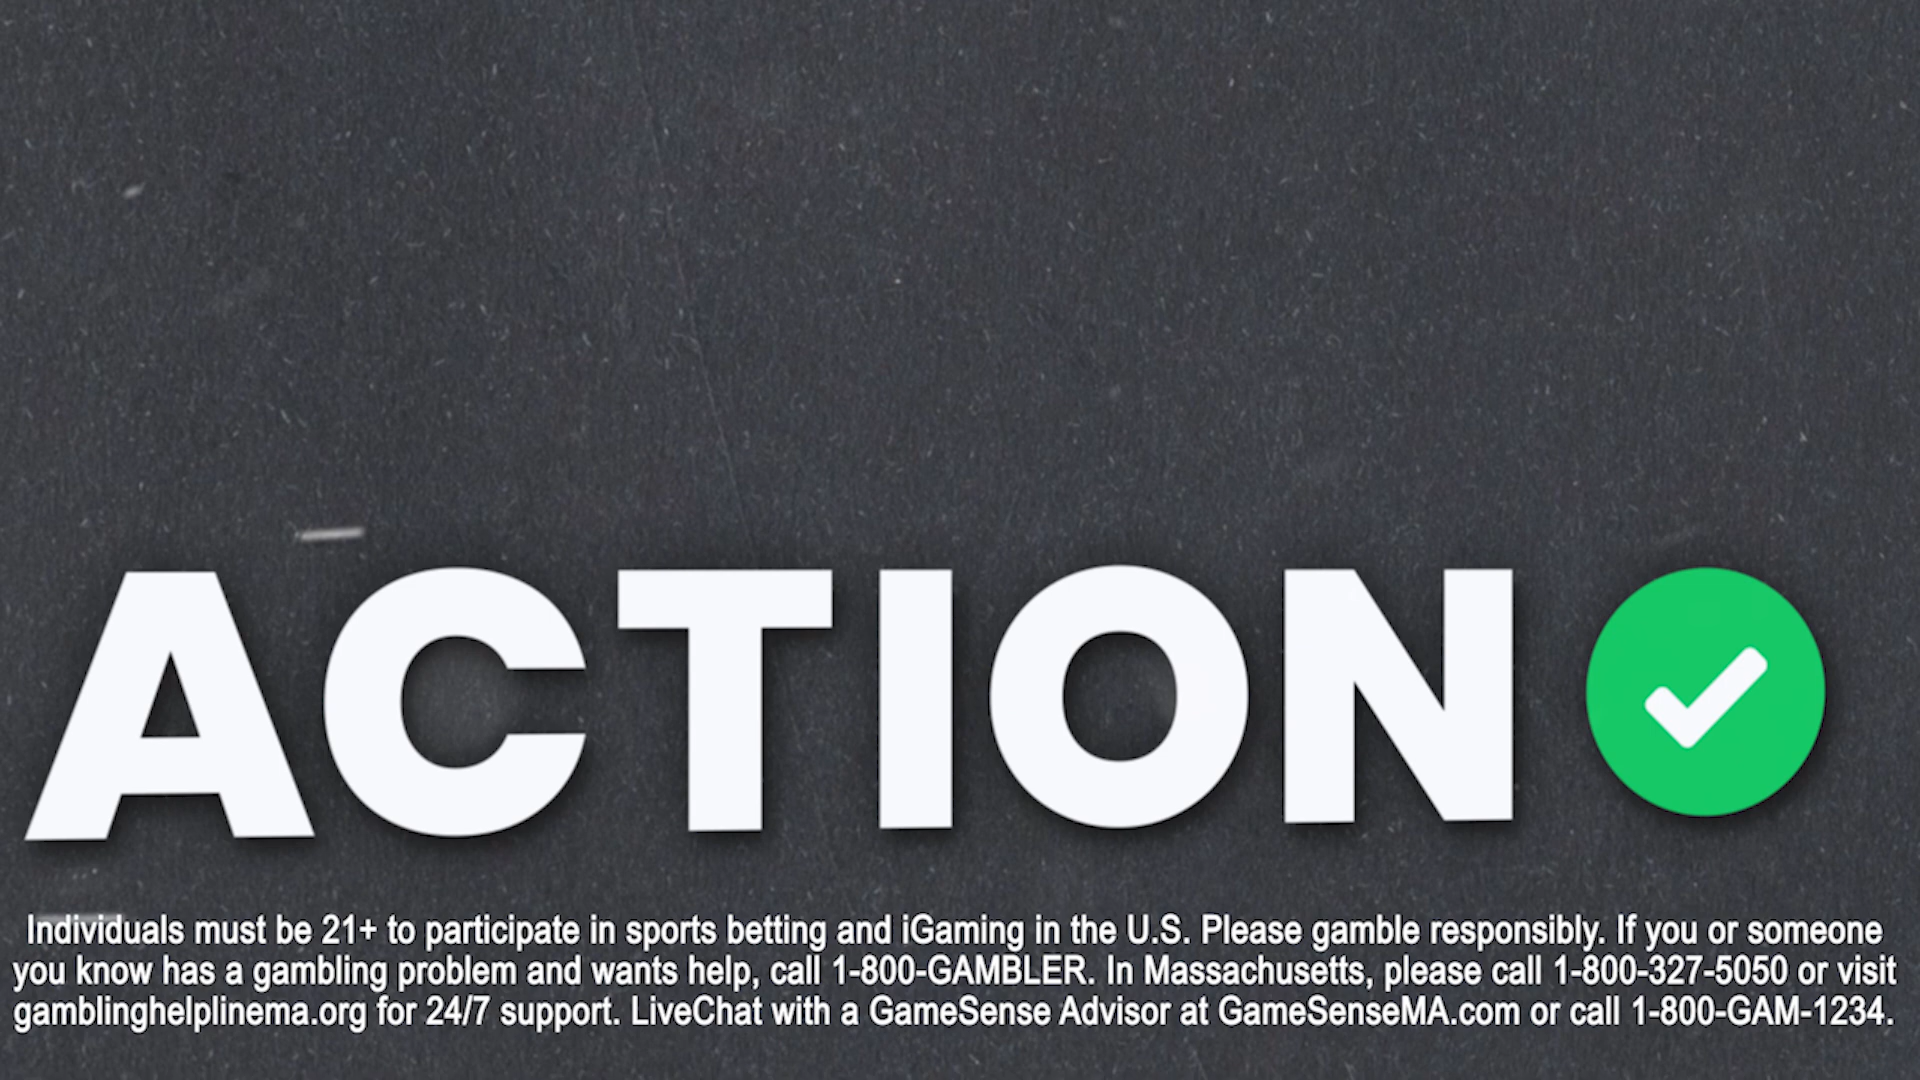 ACTION
Individuals must be 21+ to participate in sports betting and iGaming in the U.S. Please gamble responsibly. If you or someone
you know has a gambling problem and wants help, call 1-800-GAMBLER. In Massachusetts, please call 1-800-327-5050 or visit
gamblinghelplinema.org for 24/7 support. LiveChat with a GameSense Advisor at GameSenseMA.com or call 1-800-GAM-1234.